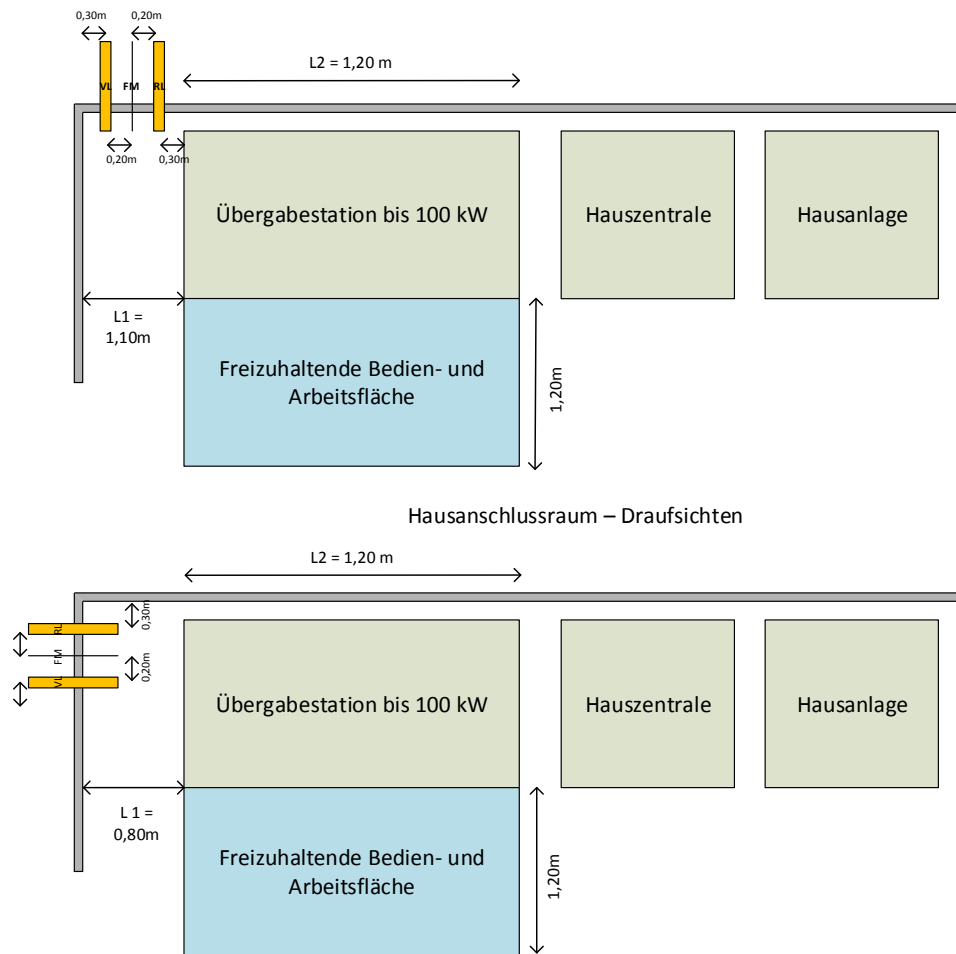 0,30m
0,20m
VL
FM
RL
L2 = 1,20 m
0,20m
0,30m
Übergabestation bis 100 kW
Hauszentrale
Hausanlage
L1 =
1,10m
Freizuhaltende Bedien- und
Arbeitsfläche
1,20m
Hausanschlussraum – Draufsichten
L2 = 1,20 m
RL
FM
VL
0,30m
0,20m
Übergabestation bis 100 kW
Hauszentrale
Hausanlage
L 1 =
0,80m
Freizuhaltende Bedien- und
Arbeitsfläche
1,20m